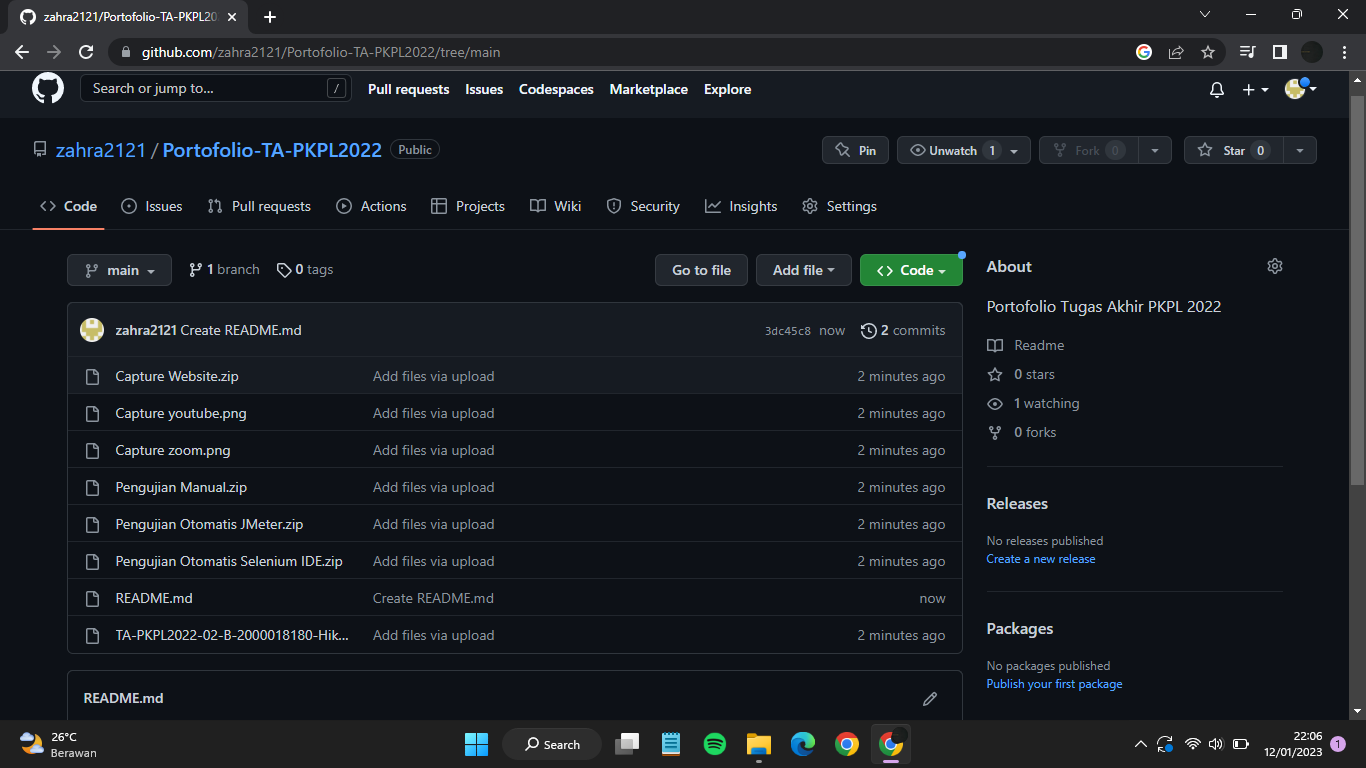 zahra2121/Portofolio-TA-PKPL20
github.com/zahra2121/Portofolio-TA-PKPL2022/tree/main
Search or jump to... / Pull requests Issues Codespaces Marketplace Explore
zahra2121 / Portofolio-TA-PKPL2022 Public Pin Unwatch 1 Fork 0 Star 0
Code Issues Pull requests Actions Projects Wiki Security Insights Settings
main 1 branch 0 tags Go to file Add file Code
zahra2121 Create README.md 3dc45c8 now 2 commits
Capture Website.zip Add files via upload 2 minutes ago
Capture youtube.png Add files via upload 2 minutes ago
Capture zoom.png Add files via upload 2 minutes ago
Pengujian Manual.zip Add files via upload 2 minutes ago
Pengujian Otomatis JMeter.zip Add files via upload 2 minutes ago
Pengujian Otomatis Selenium IDE.zip Add files via upload 2 minutes ago
README.md Create README.md now
TA-PKPL2022-02-B-2000018180-Hik... Add files via upload 2 minutes ago
README.md
About
Portofolio Tugas Akhir PKPL 2022
Readme
0 stars
1 watching
0 forks
Releases
No releases published
Create a new release
Packages
No packages published
Publish your first package
26°C
Berawan
Search
22:06
12/01/2023
1